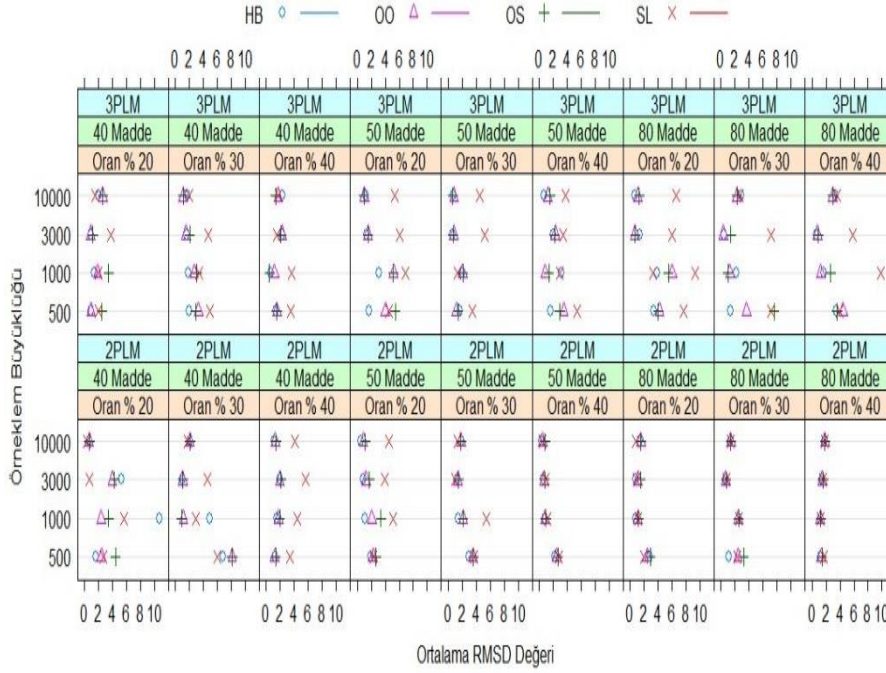 HB OO OS SL
0 2 4 6 8 10 0 2 4 6 8 10 0 2 4 6 8 10 0 2 4 6 8 10
3PLM 3PLM 3PLM 3PLM 3PLM 3PLM 3PLM 3PLM 3PLM
40 Madde 40 Madde 40 Madde 50 Madde 50 Madde 50 Madde 80 Madde 80 Madde 80 Madde
Oran % 20 Oran % 30 Oran % 40 Oran % 20 Oran % 30 Oran % 40 Oran % 20 Oran % 30 Oran % 40
10000
3000
1000
500
Örneklem Büyüklüğü
2PLM 2PLM 2PLM 2PLM 2PLM 2PLM 2PLM 2PLM 2PLM
40 Madde 40 Madde 40 Madde 50 Madde 50 Madde 50 Madde 80 Madde 80 Madde 80 Madde
Oran % 20 Oran % 30 Oran % 40 Oran % 20 Oran % 30 Oran % 40 Oran % 20 Oran % 30 Oran % 40
10000
3000
1000
500
0 2 4 6 8 10 0 2 4 6 8 10 0 2 4 6 8 10 0 2 4 6 8 10 0 2 4 6 8 10
Ortalama RMSD Değeri